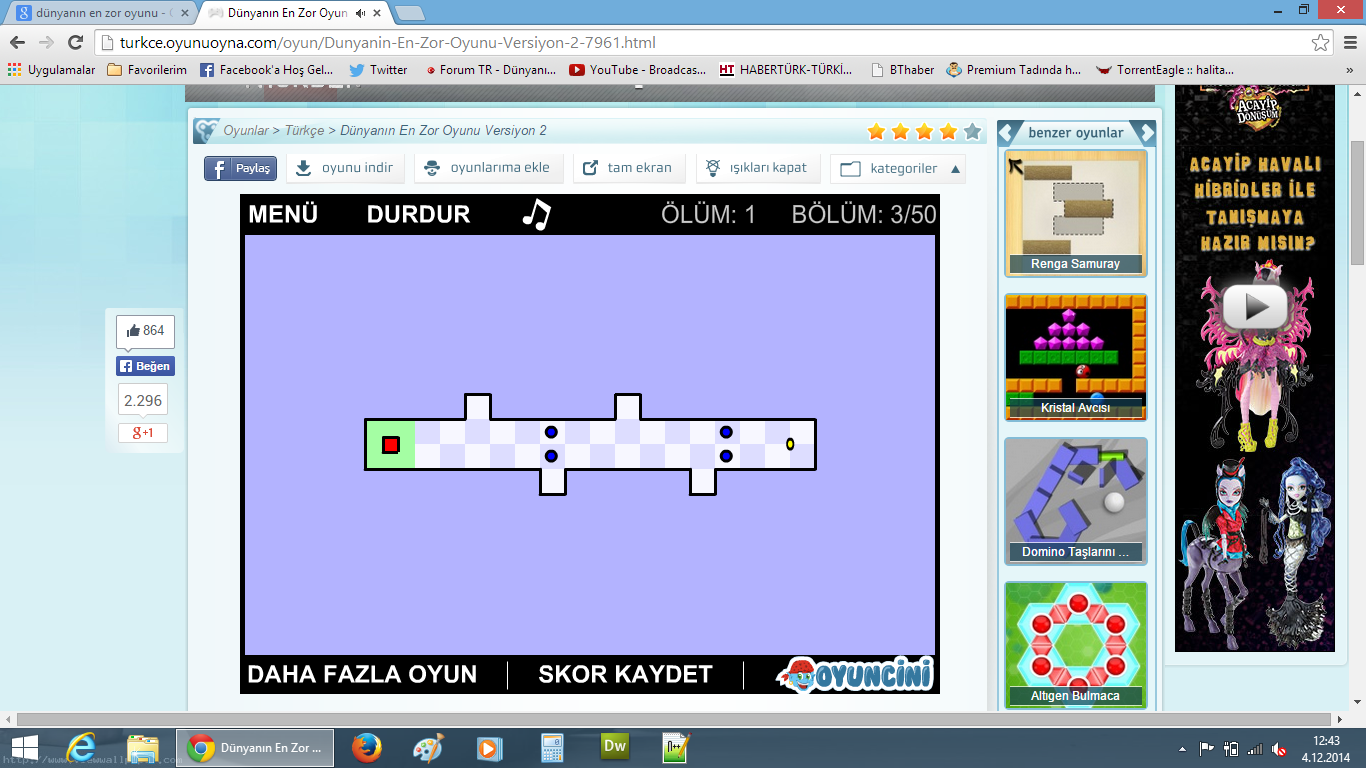 dünyanın en zor oyunu - G
Dünyanın En Zor Oyun
turkce.oyunuoyna.com/oyun/Dunyanin-En-Zor-Oyunu-Versiyon-2-7961.html
Uygulamalar Favorilerim Facebook'a Hoş Gel... Twitter Forum TR - Dünyanı... YouTube - Broadcas... HT HABERTÜRK-TÜRKİ... BThaber Premium Tadında h... TorrentEagle :: halita... »
Oyunlar > Türkçe > Dünyanın En Zor Oyunu Versiyon 2
Paylaş oyunu indir oyunlarıma ekle tam ekran ışıkları kapat kategoriler
MENÜ DURDUR ÖLÜM: 1 BÖLÜM: 3/50
864
Beğen
2.296
g+1
DAHA FAZLA OYUN SKOR KAYDET OYUNCİNİ
benzer oyunlar
Renga Samuray
Kristal Avcısı
Domino Taşlarını ...
Altıgen Bulmaca
ACAYİP
DÖNÜŞÜM
ACAYİP HAVALI
HİBRİDLER İLE
TANIŞMAYA
HAZIR MISIN?
Dünyanın En Zor ...
Dw
12:43
4.12.2014